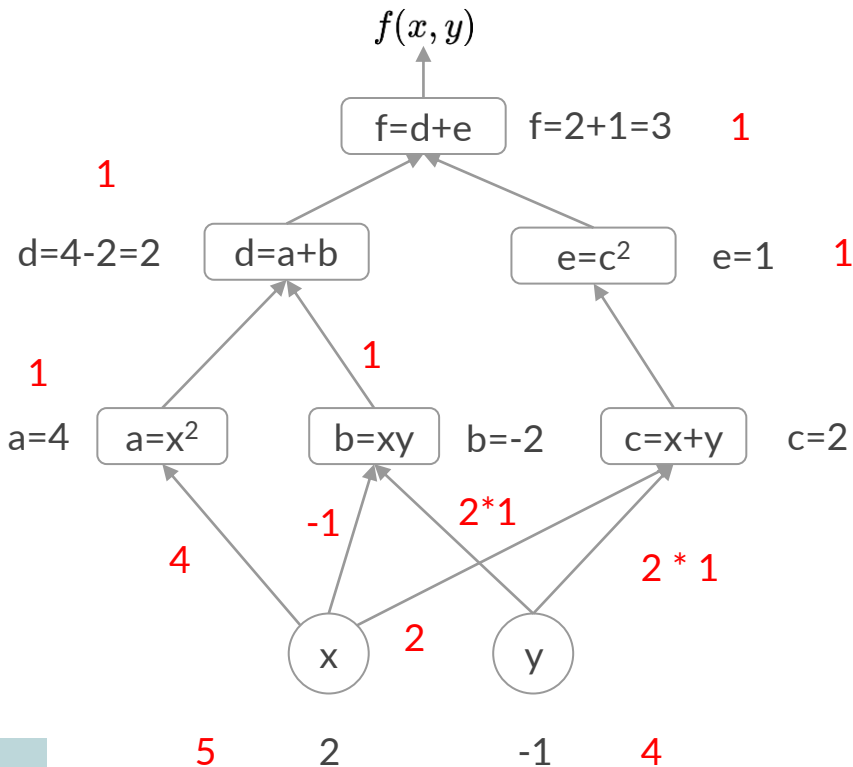 f(x, y)
f=d+e f=2+1=3 1
1
d=4-2=2 d=a+b e=c² e=1 1
1
1
a=4 a=x² b=xy b=-2 c=x+y c=2
-1 2*1
4 2 * 1
x 2 y
5 2 -1 4